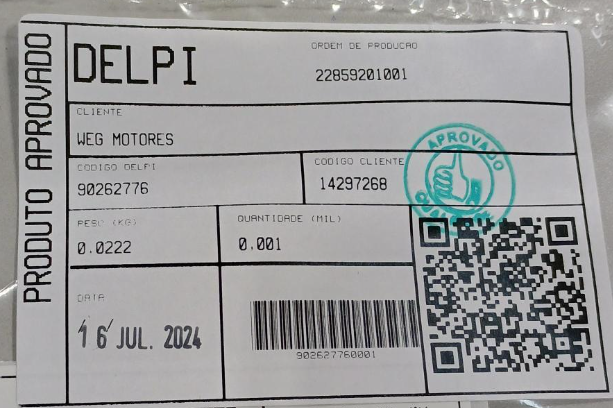 PRODUTO APROVADO
DELPI
ORDEM DE PRODUCAO
22859201001
CLIENTE
WEG MOTORES
CODIGO DELPI
90262776
CODIGO CLIENTE
14297268
APROVADO
PESO (KG)
0.0222
QUANTIDADE (MIL)
0.001
DATA
16 JUL. 2024
902627760001